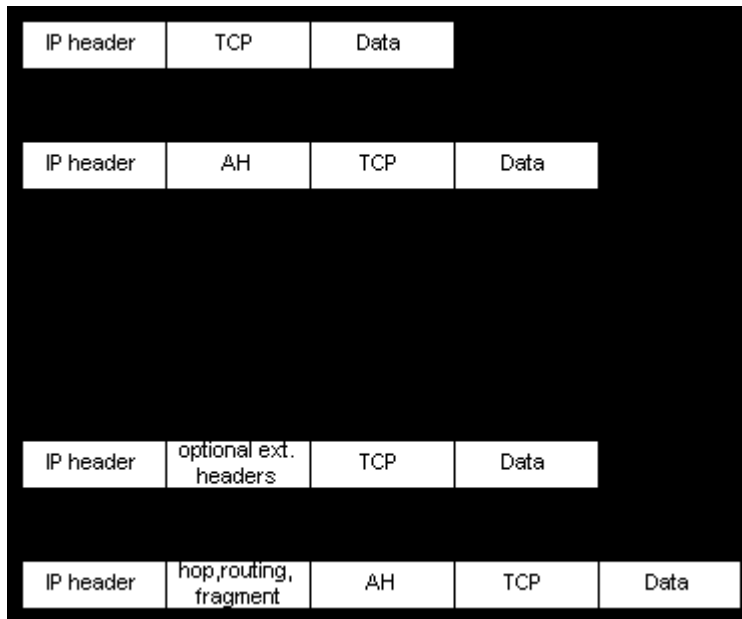 IP header TCP Data
IP header AH TCP Data
IP header optional ext. headers TCP Data
IP header hop,routing, fragment AH TCP Data